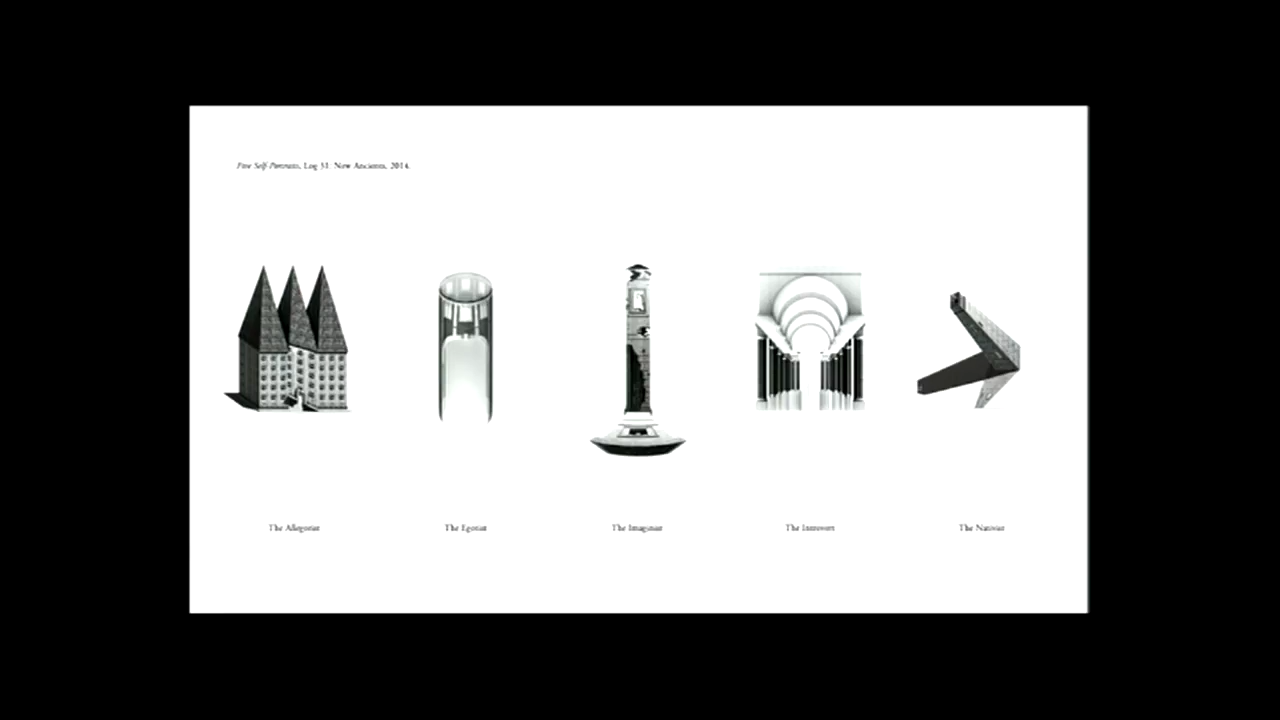 Five Self-Portraits, Log 31: New Ancients, 2014.
The Allegorist
The Egotist
The Imaginist
The Introvert
The Nativist